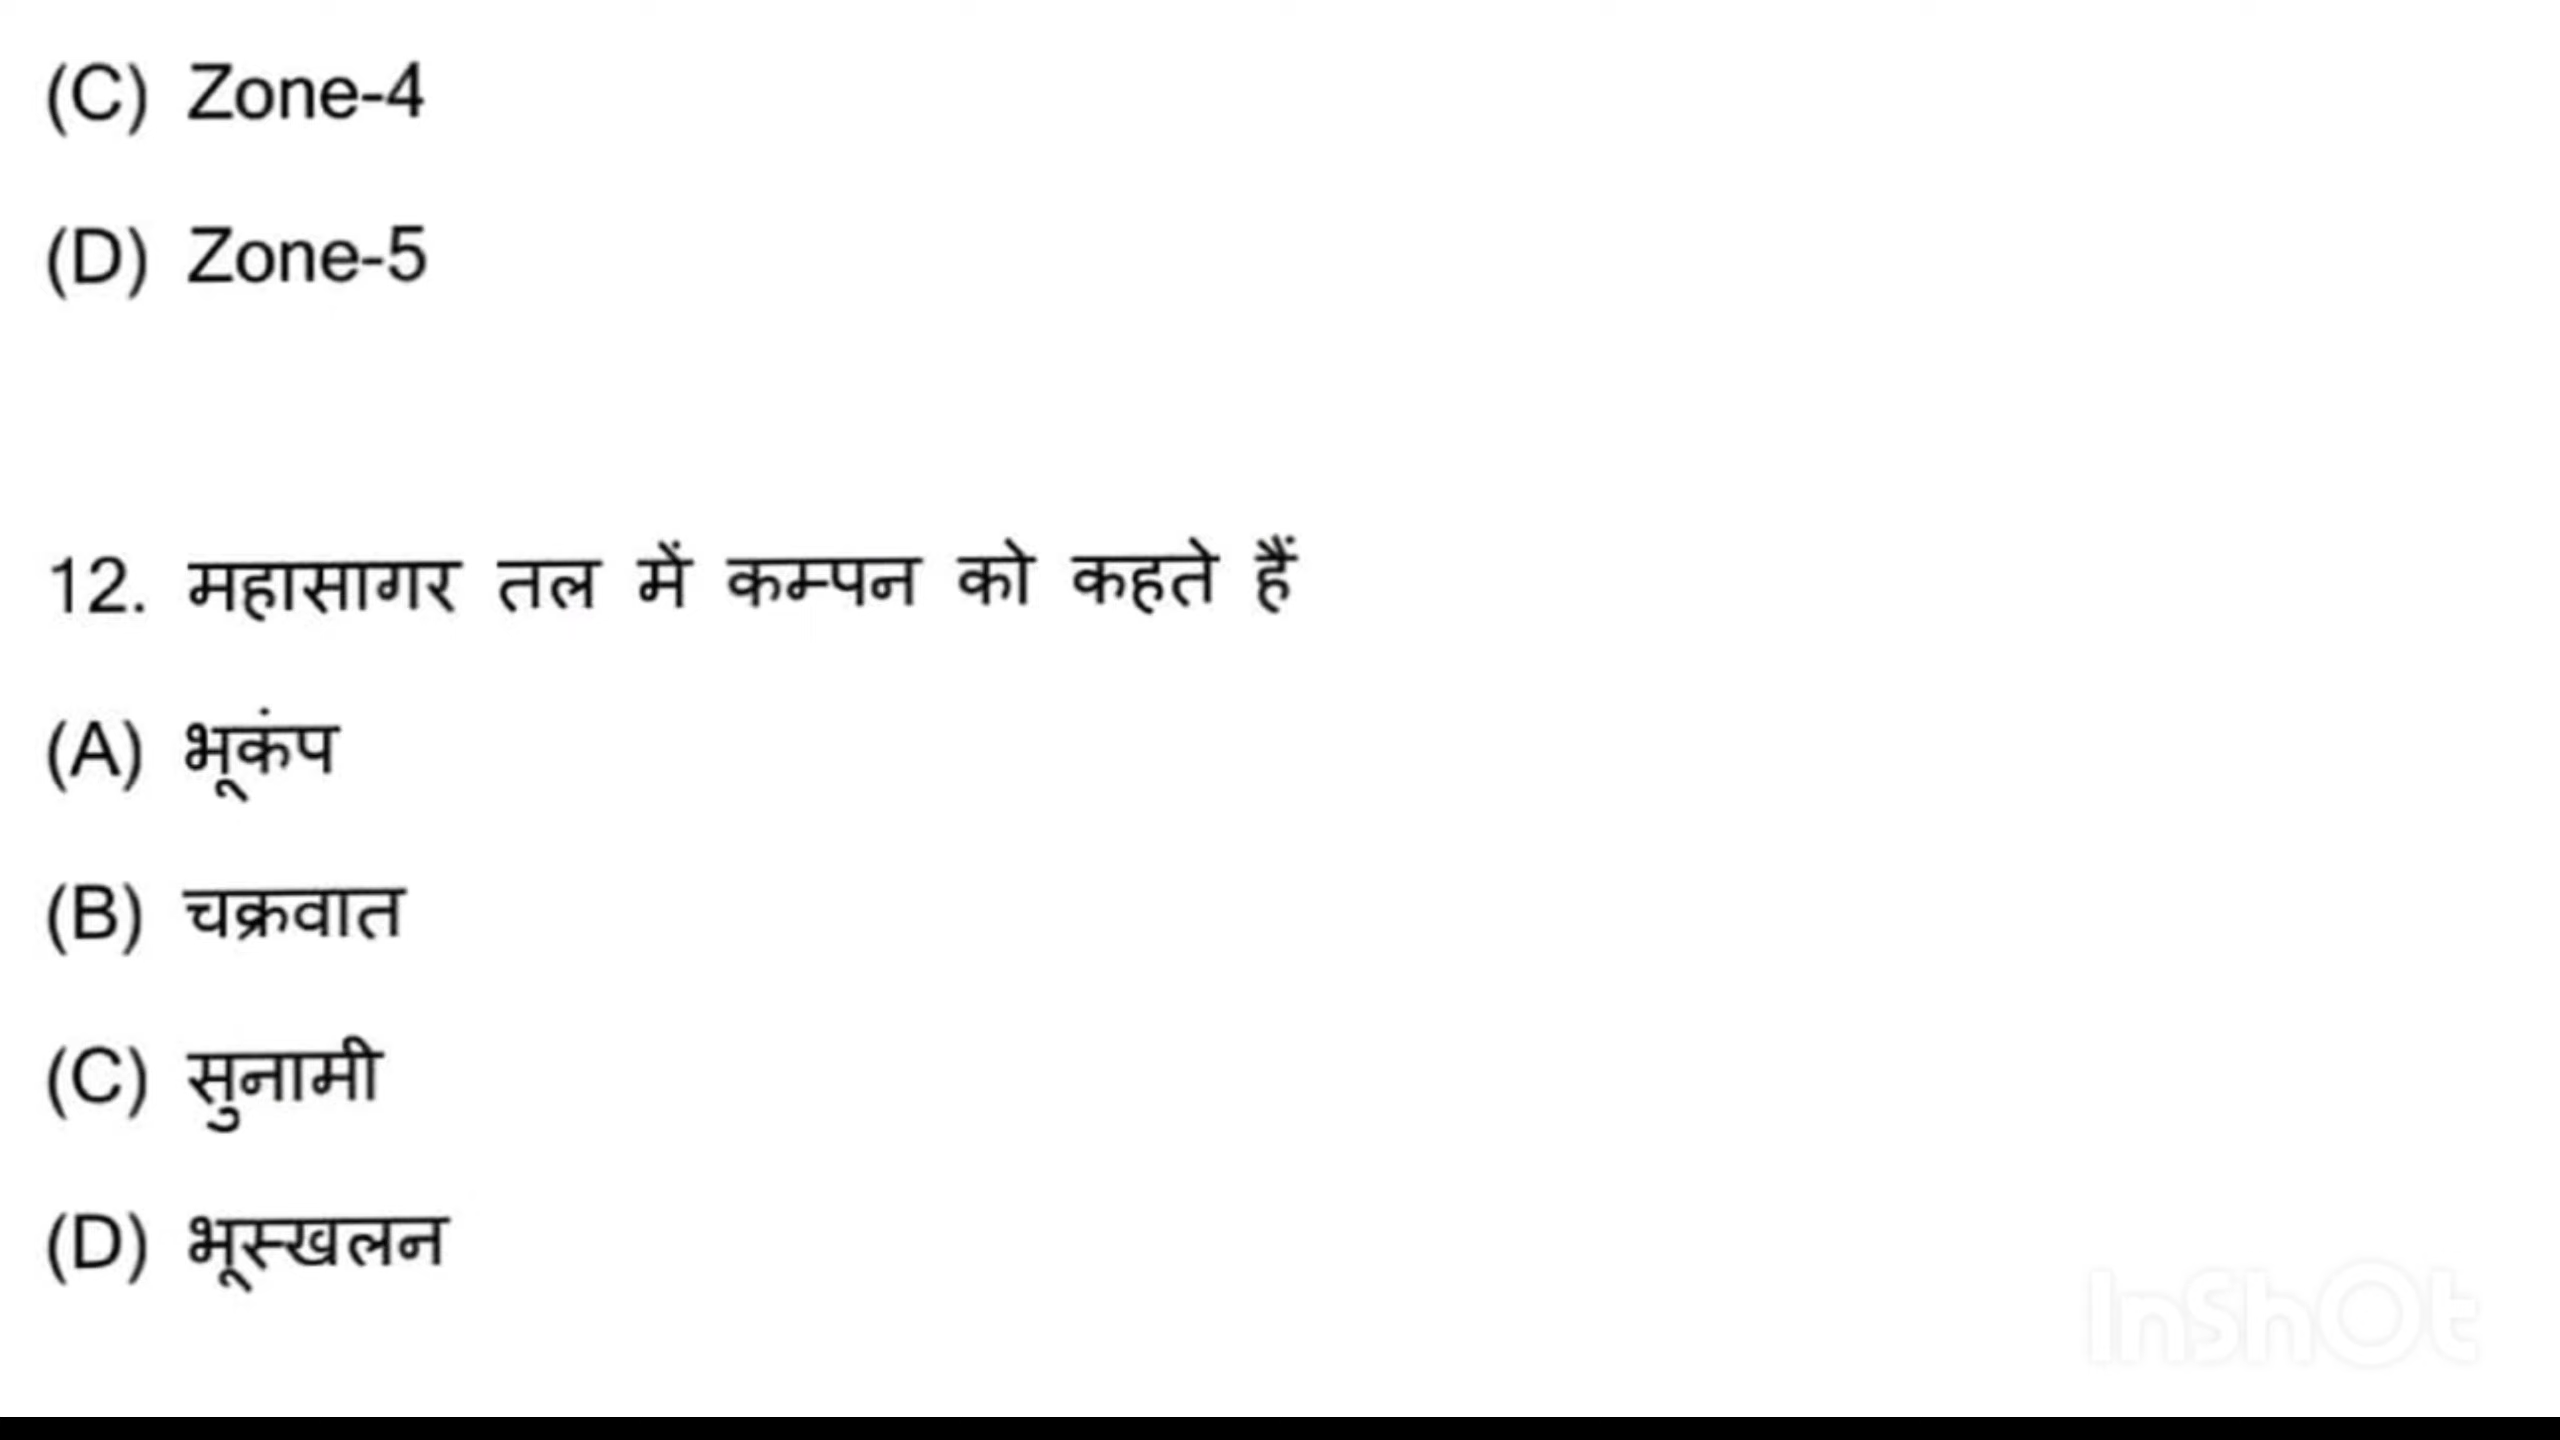 (C) Zone-4
(D) Zone-5
12. महासागर तल में कम्पन को कहते हैं
(A) भूकंप
(B) चक्रवात
(C) सुनामी
(D) भूस्खलन
InShOt